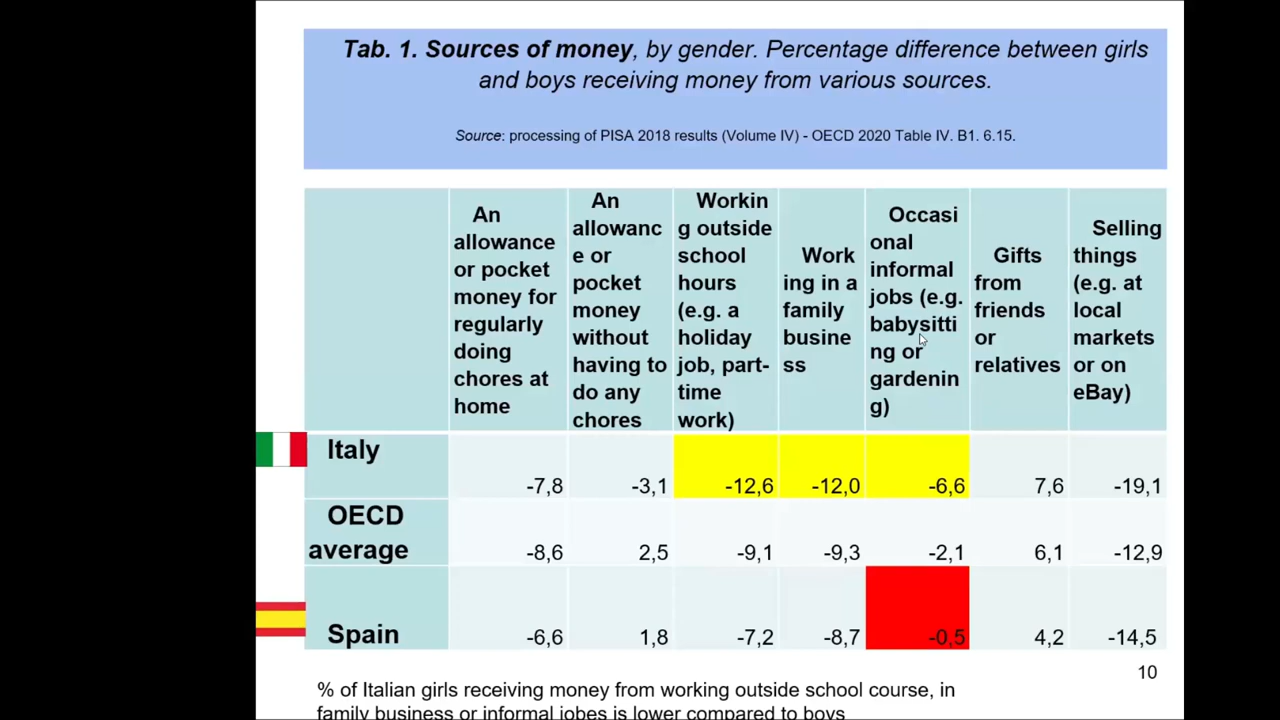 Tab. 1. Sources of money, by gender. Percentage difference between girls
and boys receiving money from various sources.
Source: processing of PISA 2018 results (Volume IV) - OECD 2020 Table IV. B1. 6.15.
An
allowance
or pocket
money for
regularly
doing
chores at
home
An
allowanc
e or
pocket
money
without
having to
do any
chores
Workin
g outside
school
hours
(e.g. a
holiday
job, part-
time
work)
Work
ing in a
family
busine
ss
Occasi
onal
informal
jobs (e.g.
babysitti
ng or
gardenin
g)
Gifts
from
friends
or
relatives
Selling
things
(e.g. at
local
markets
or on
eBay)
Italy
-7,8 -3,1 -12,6 -12,0 -6,6 7,6 -19,1
OECD
average
-8,6 2,5 -9,1 -9,3 -2,1 6,1 -12,9
Spain -6,6 1,8 -7,2 -8,7 -0,5 4,2 -14,5
10
% of Italian girls receiving money from working outside school course, in
family business or informal jobes is lower compared to boys